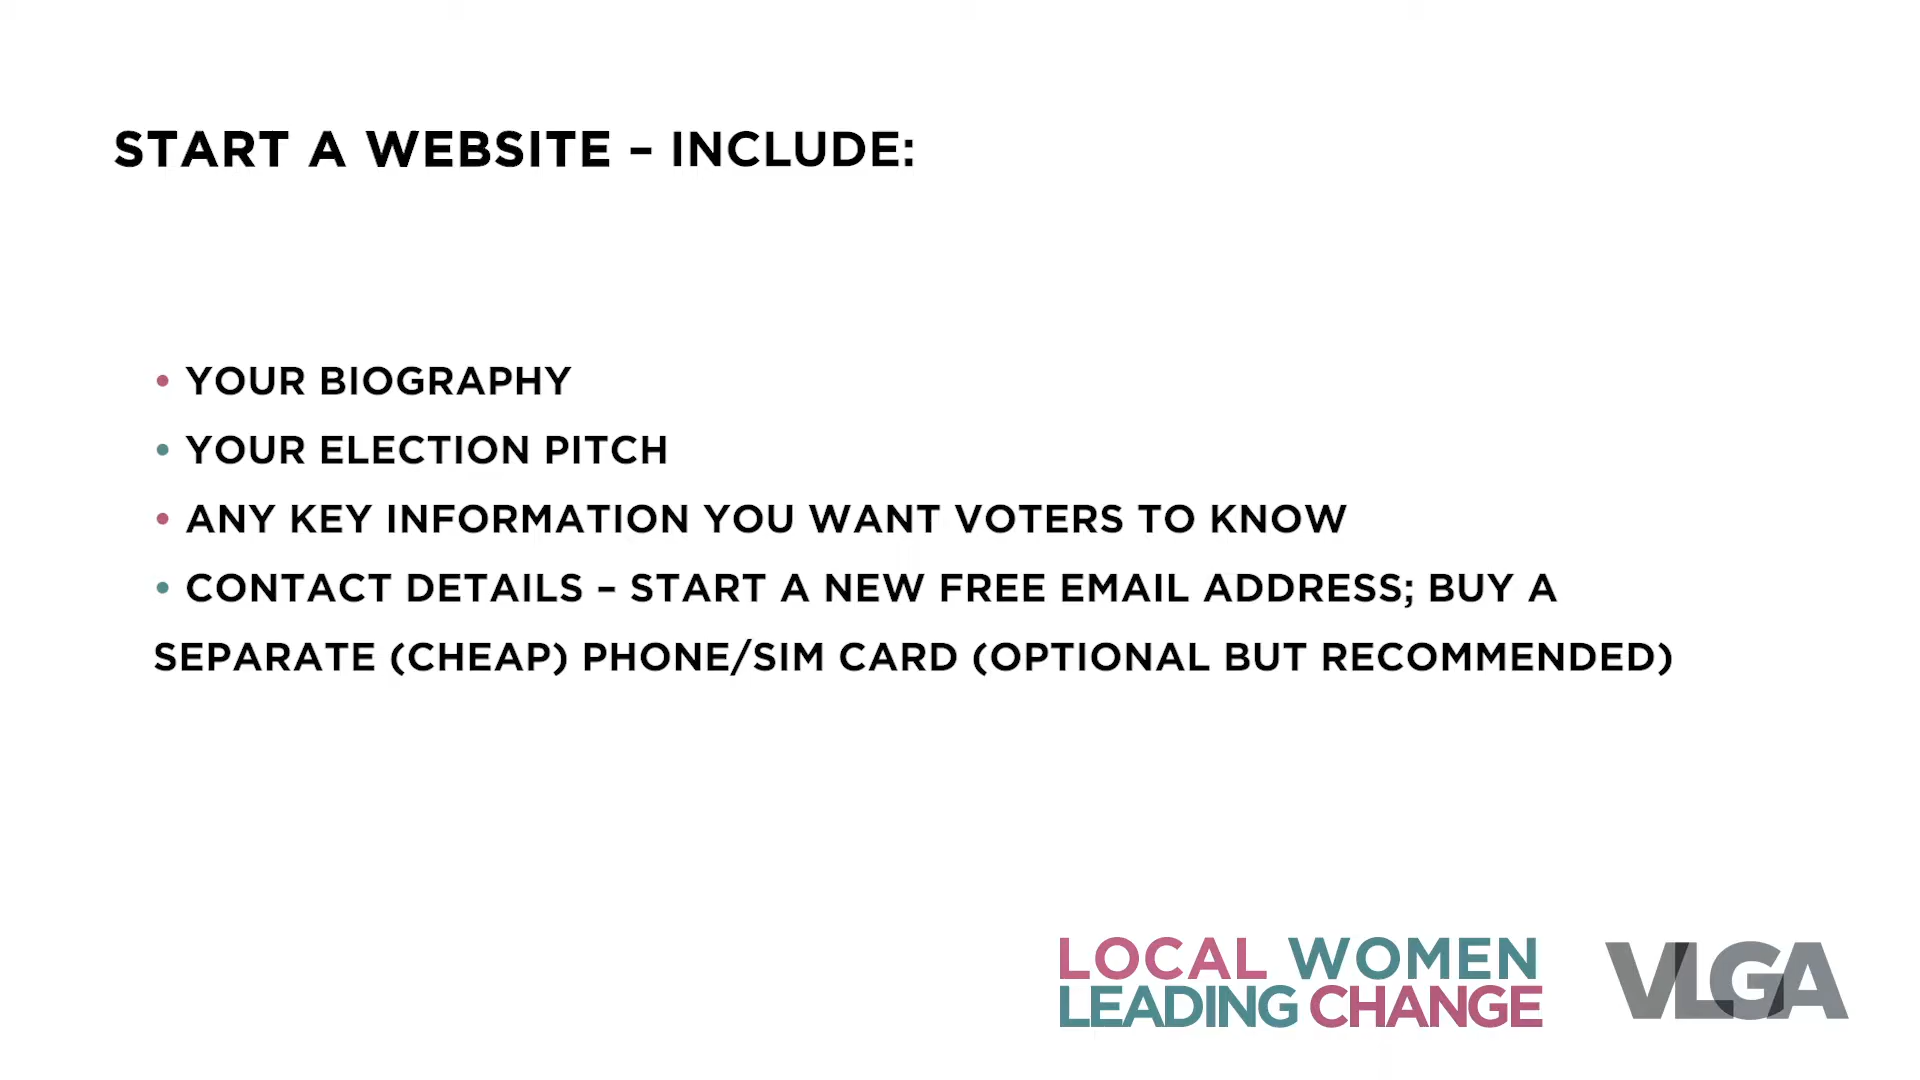 START A WEBSITE – INCLUDE:
• YOUR BIOGRAPHY
• YOUR ELECTION PITCH
• ANY KEY INFORMATION YOU WANT VOTERS TO KNOW
• CONTACT DETAILS – START A NEW FREE EMAIL ADDRESS; BUY A
SEPARATE (CHEAP) PHONE/SIM CARD (OPTIONAL BUT RECOMMENDED)
LOCAL WOMEN
LEADING CHANGE
VLGA